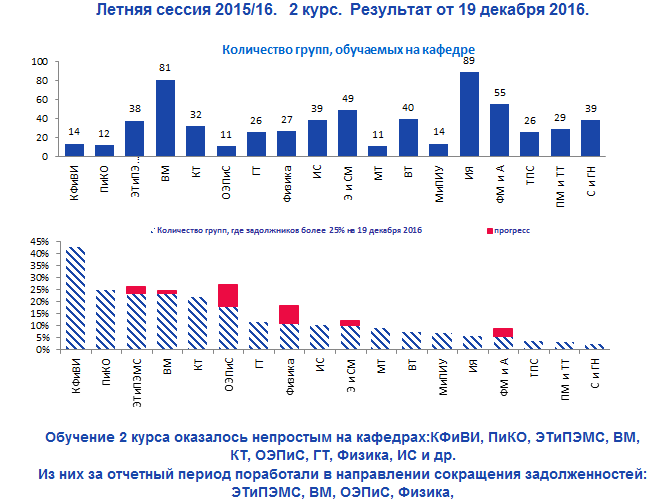 Летняя сессия 2015/16. 2 курс. Результат от 19 декабря 2016.
Количество групп, обучаемых на кафедре
100
80
60
40
20
0
14 12 38 81 32 11 26 27 39 49 11 40 14 89 55 26 29 39
КФиВИ ПиКО ЭТиПЭ... ВМ КТ ОЭПиС ГТ Физика ИС Э и СМ МТ ВТ МиПИУ ИЯ ФМ и А ТПС ПМ и ТТ С и ГН
Количество групп, где задолжников более 25% на 19 декабря 2016 прогресс
45%
40%
35%
30%
25%
20%
15%
10%
5%
0%
КФиВИ ПиКО ЭТиПЭМС ВМ КТ ОЭПиС ГТ Физика ИС Э и СМ МТ ВТ МиПИУ ИЯ ФМ и А ТПС ПМ и ТТ С и ГН
Обучение 2 курса оказалось непростым на кафедрах:КФиВИ, ПиКО, ЭТиПЭМС, ВМ,
КТ, ОЭПиС, ГТ, Физика, ИС и др.
Из них за отчетный период поработали в направлении сокращения задолженностей:
ЭТиПЭМС, ВМ, ОЭПиС, Физика,